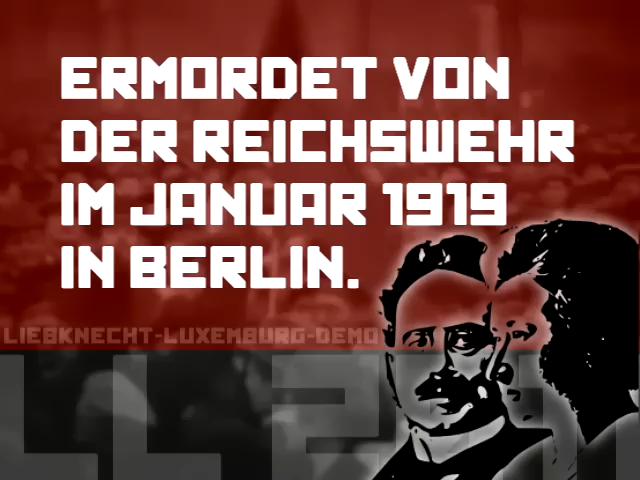 ERMORDET VON
DER REICHSWEHR
IM JANUAR 1919
IN BERLIN.
LIEBKNECHT-LUXEMBURG-DEMO